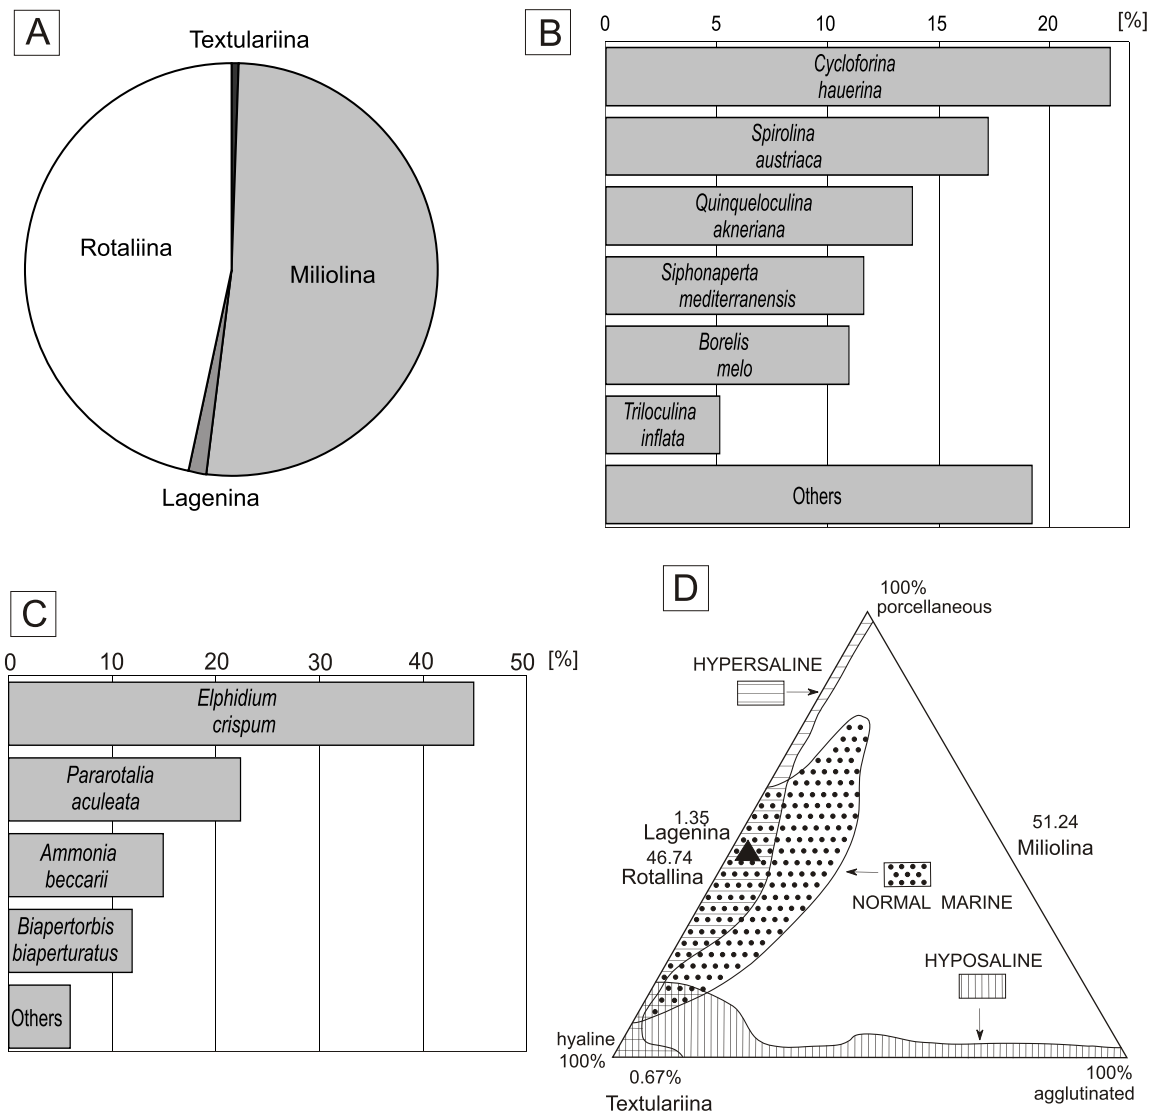 A
Textulariina
Rotaliina
Miliolina
Lagenina
B
0 5 10 15 20 [%]
Cycloforina
hauerina
Spirolina
austriaca
Quinqueloculina
akneriana
Siphonaperta
mediterranensis
Borelis
melo
Triloculina
inflata
Others
C
0 10 20 30 40 50 [%]
Elphidium
crispum
Pararotalia
aculeata
Ammonia
beccarii
Biapertorbis
biaperturatus
Others
D
100%
porcellaneous
HYPERSALINE
1.35
Lagenina
46.74
Rotallina
51.24
Miliolina
NORMAL MARINE
HYPOSALINE
hyaline
100%
0.67%
Textulariina
100%
agglutinated